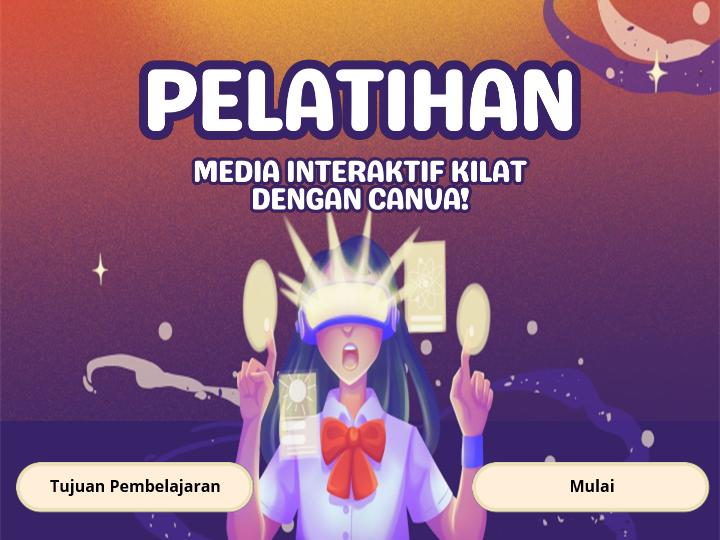 PELATIHAN
MEDIA INTERAKTIF KILAT
DENGAN CANVA!
Tujuan Pembelajaran
Mulai